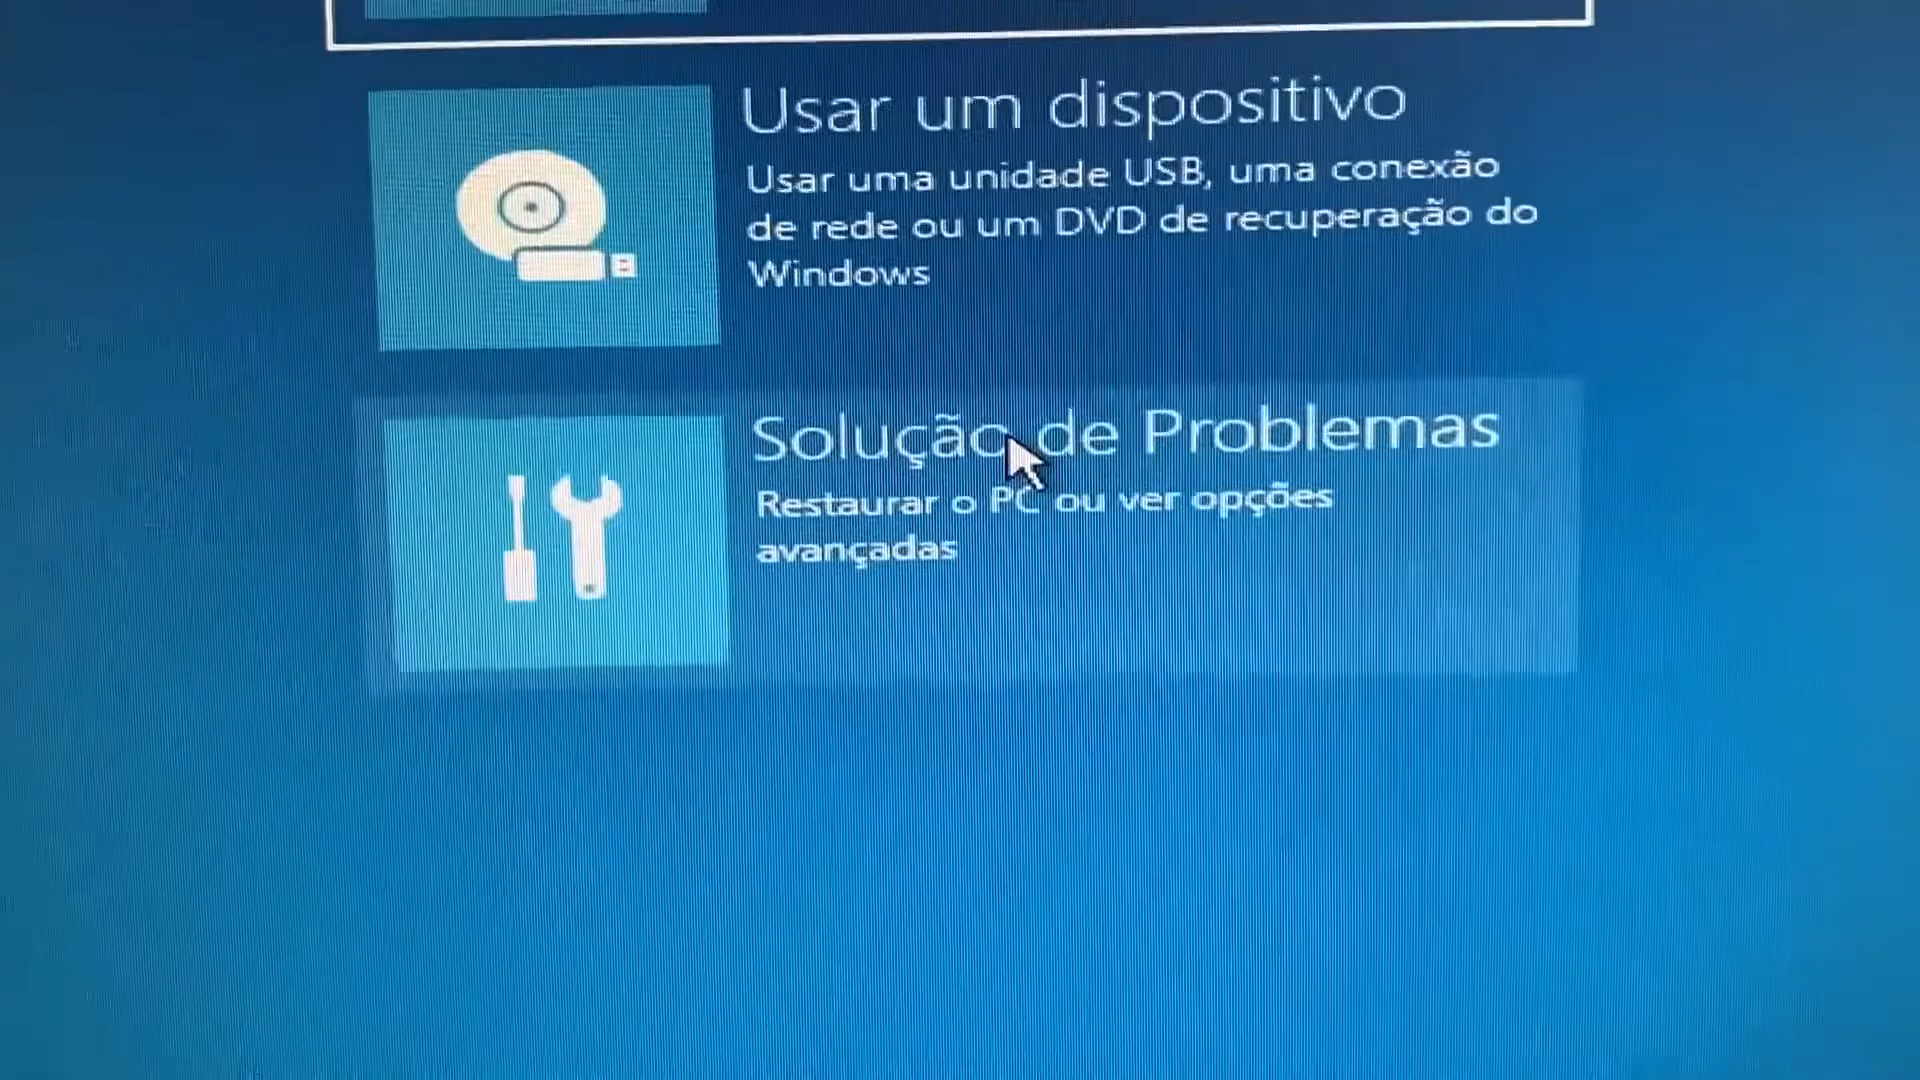 Usar um dispositivo
Usar uma unidade USB, uma conexão
de rede ou um DVD de recuperação do
Windows
Solução de Problemas
Restaurar o PC ou ver opções
avançadas